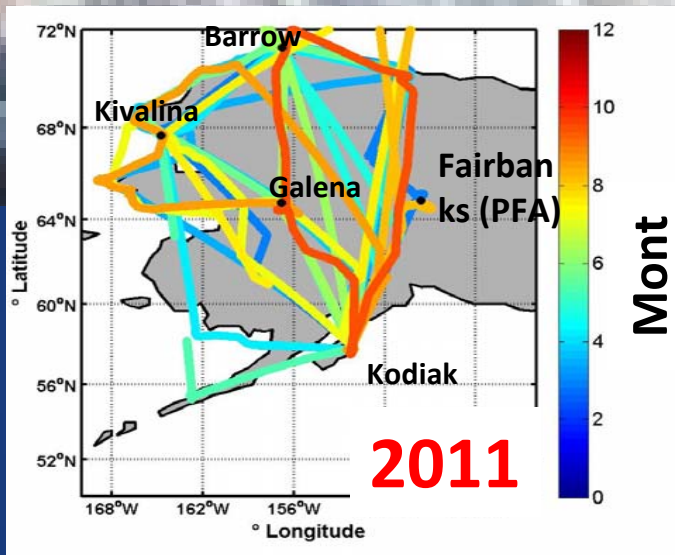 72°N
Barrow
12
10
Kivalina
68°N
Fairban
ks (PFA)
8
Galena
64°N
° Latitude
6
Mont
60°N
4
Kodiak
56°N
2
2011
52°N
0
168°W
162°W
156°W
° Longitude